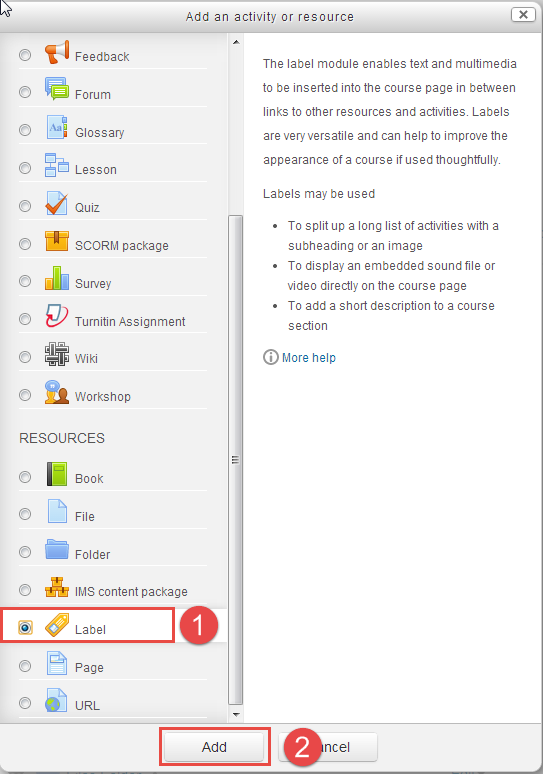 Add an activity or resource
Feedback
Forum
Glossary
Lesson
Quiz
SCORM package
Survey
Turnitin Assignment
Wiki
Workshop
RESOURCES
Book
File
Folder
IMS content package
Label
1
Page
URL
The label module enables text and multimedia
to be inserted into the course page in between
links to other resources and activities. Labels
are very versatile and can help to improve the
appearance of a course if used thoughtfully.
Labels may be used
• To split up a long list of activities with a
subheading or an image
• To display an embedded sound file or
video directly on the course page
• To add a short description to a course
section
More help
Add
2